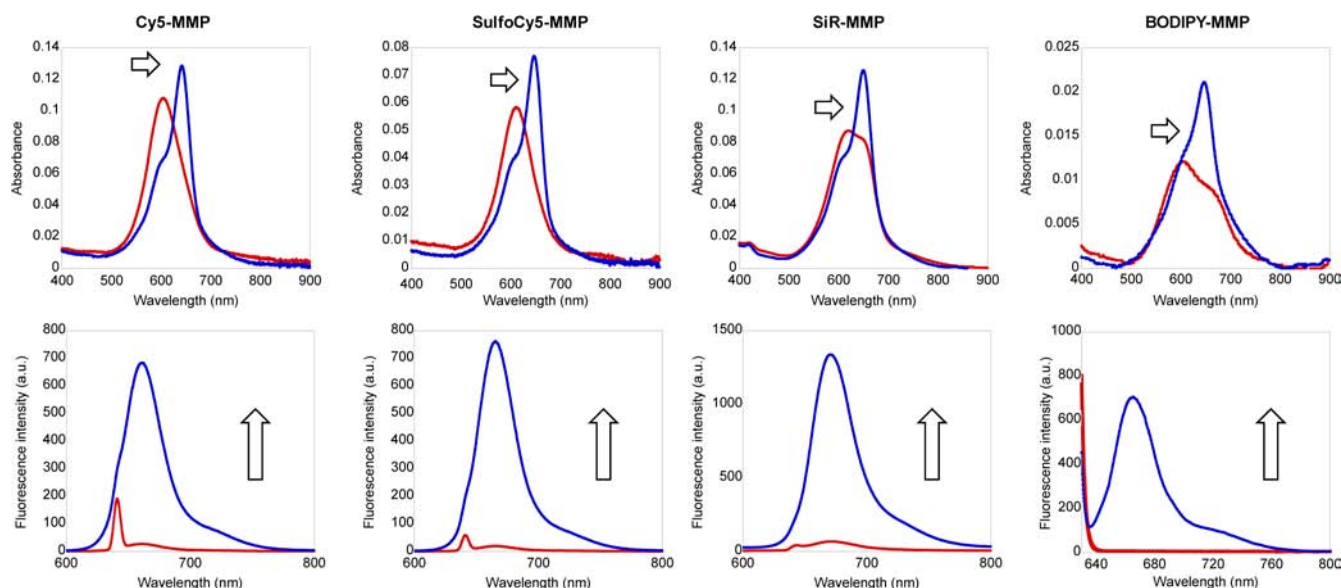 Cy5-MMP
SulfoCy5-MMP
SiR-MMP
BODIPY-MMP
Absorbance
0.14
0.12
0.1
0.08
0.06
0.04
0.02
0
400 500 600 700 800 900
Wavelength (nm)
Absorbance
0.08
0.07
0.06
0.05
0.04
0.03
0.02
0.01
0
400 500 600 700 800 900
Wavelength (nm)
Absorbance
0.14
0.12
0.1
0.08
0.06
0.04
0.02
0
400 500 600 700 800 900
Wavelength (nm)
Absorbance
0.025
0.02
0.015
0.01
0.005
0
400 500 600 700 800 900
Wavelength (nm)
Fluorescence intensity (a.u.)
800
700
600
500
400
300
200
100
0
600 700 800
Wavelength (nm)
Fluorescence intensity (a.u.)
800
700
600
500
400
300
200
100
0
600 700 800
Wavelength (nm)
Fluorescence intensity (a.u.)
1500
1000
500
0
600 700 800
Wavelength (nm)
Fluorescence intensity (a.u.)
1000
800
600
400
200
0
640 680 720 760 800
Wavelength (nm)